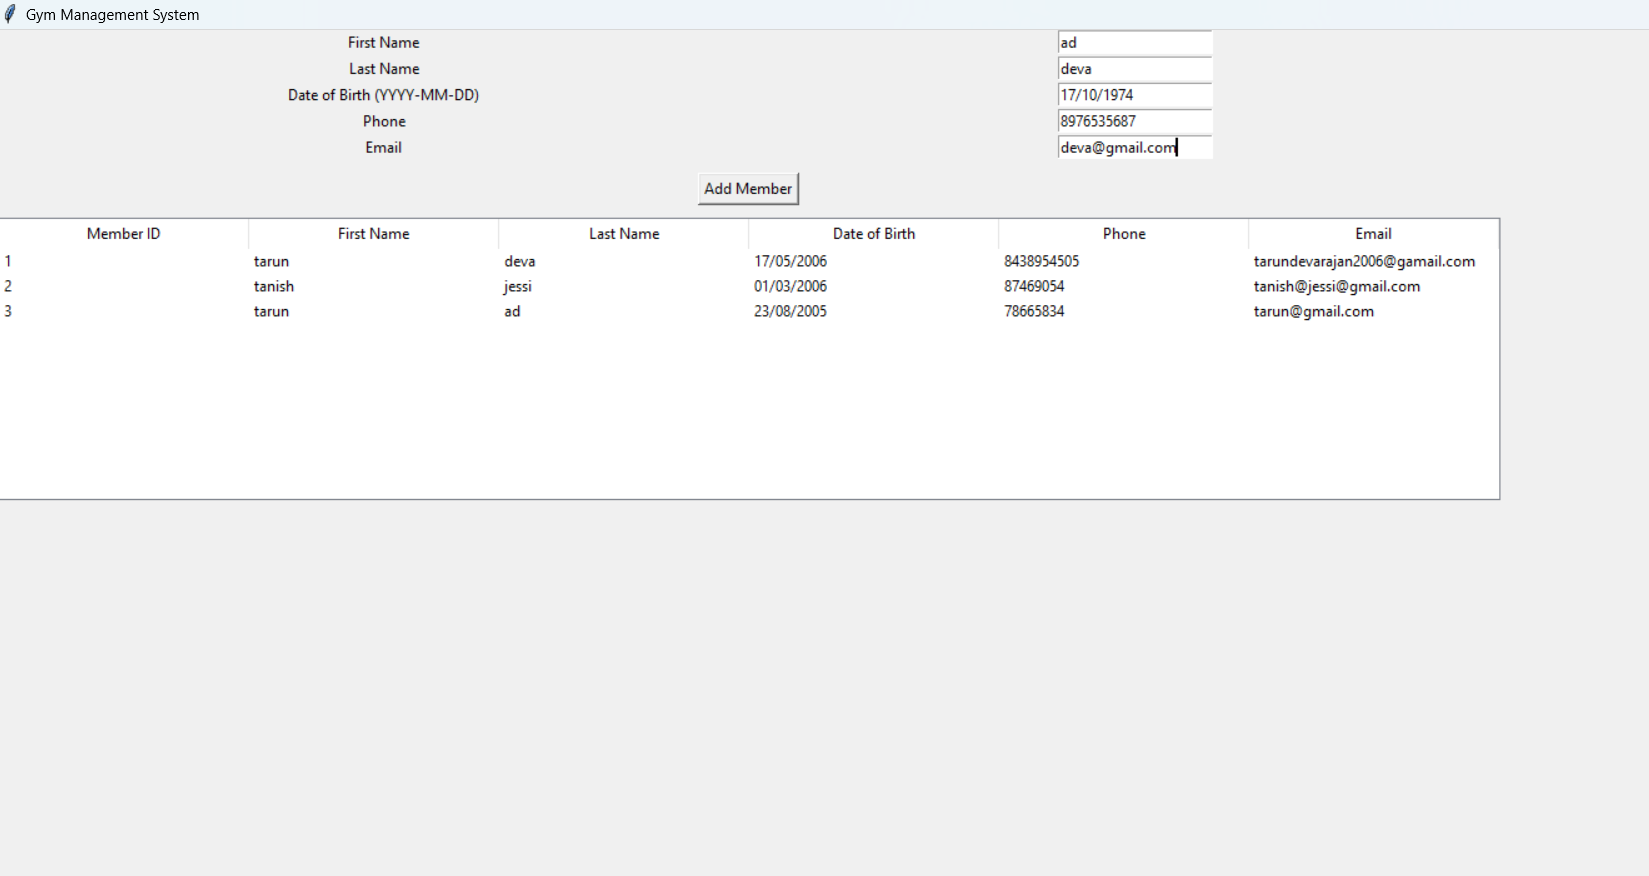 Gym Management System
First Name ad
Last Name deva
Date of Birth (YYYY-MM-DD) 17/10/1974
Phone 8976535687
Email deva@gmail.com
Add Member
Member ID First Name Last Name Date of Birth Phone Email
1 tarun deva 17/05/2006 8438954505 tarundevarajan2006@gamail.com
2 tanish jessi 01/03/2006 87469054 tanish@jessi@gmail.com
3 tarun ad 23/08/2005 78665834 tarun@gmail.com